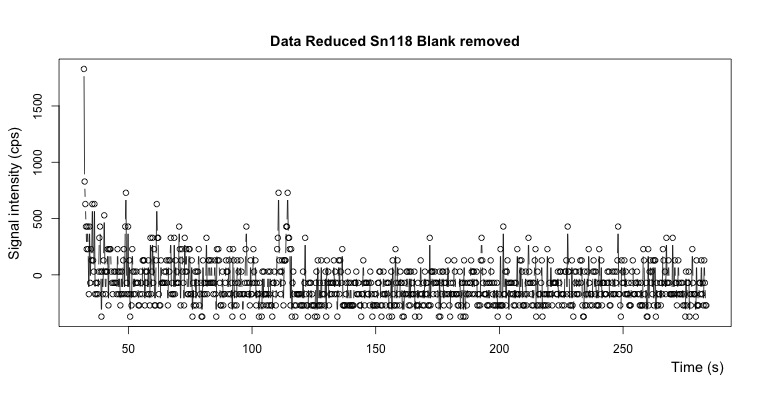 Data Reduced Sn118 Blank removed
Signal intensity (cps)
1500
1000
500
0
50 100 150 200 250
Time (s)